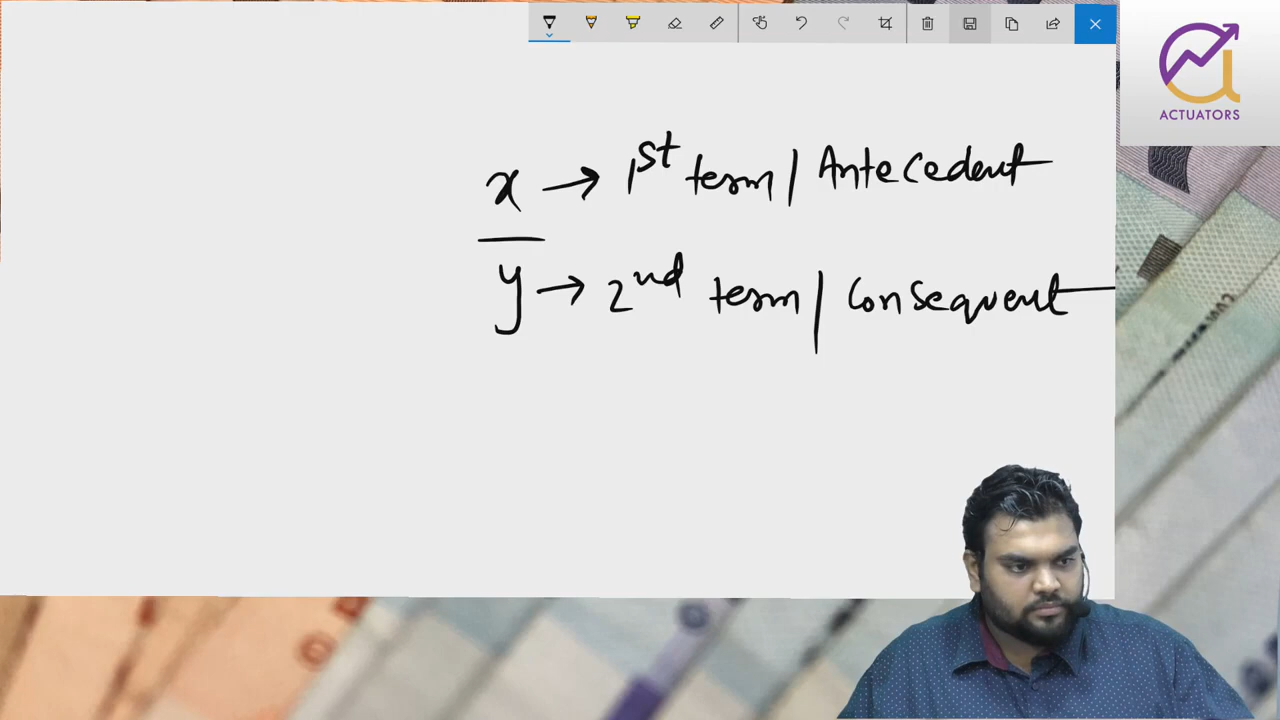 ACTUATORS
x → 1st term / Antecedent
y → 2nd term / Consequent